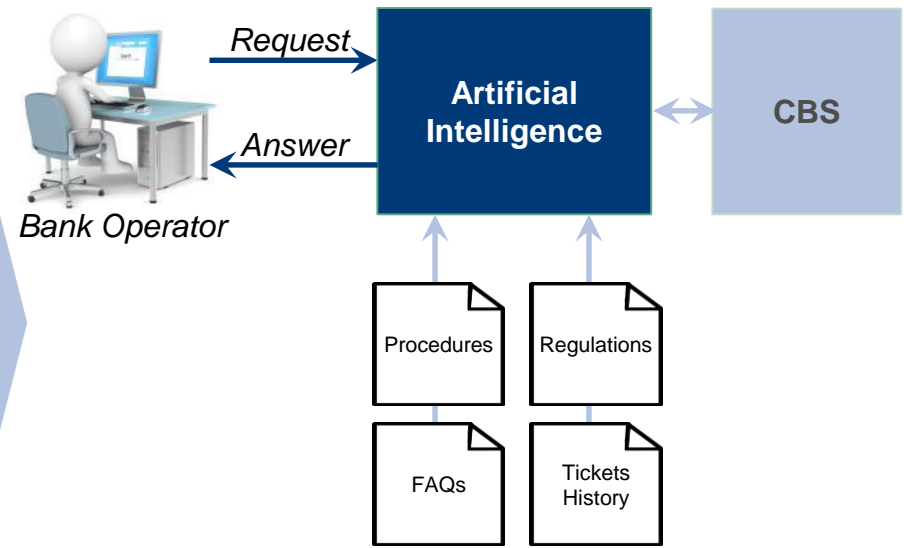 Request
Artificial
Intelligence
CBS
Answer
Bank Operator
Procedures
Regulations
FAQs
Tickets
History